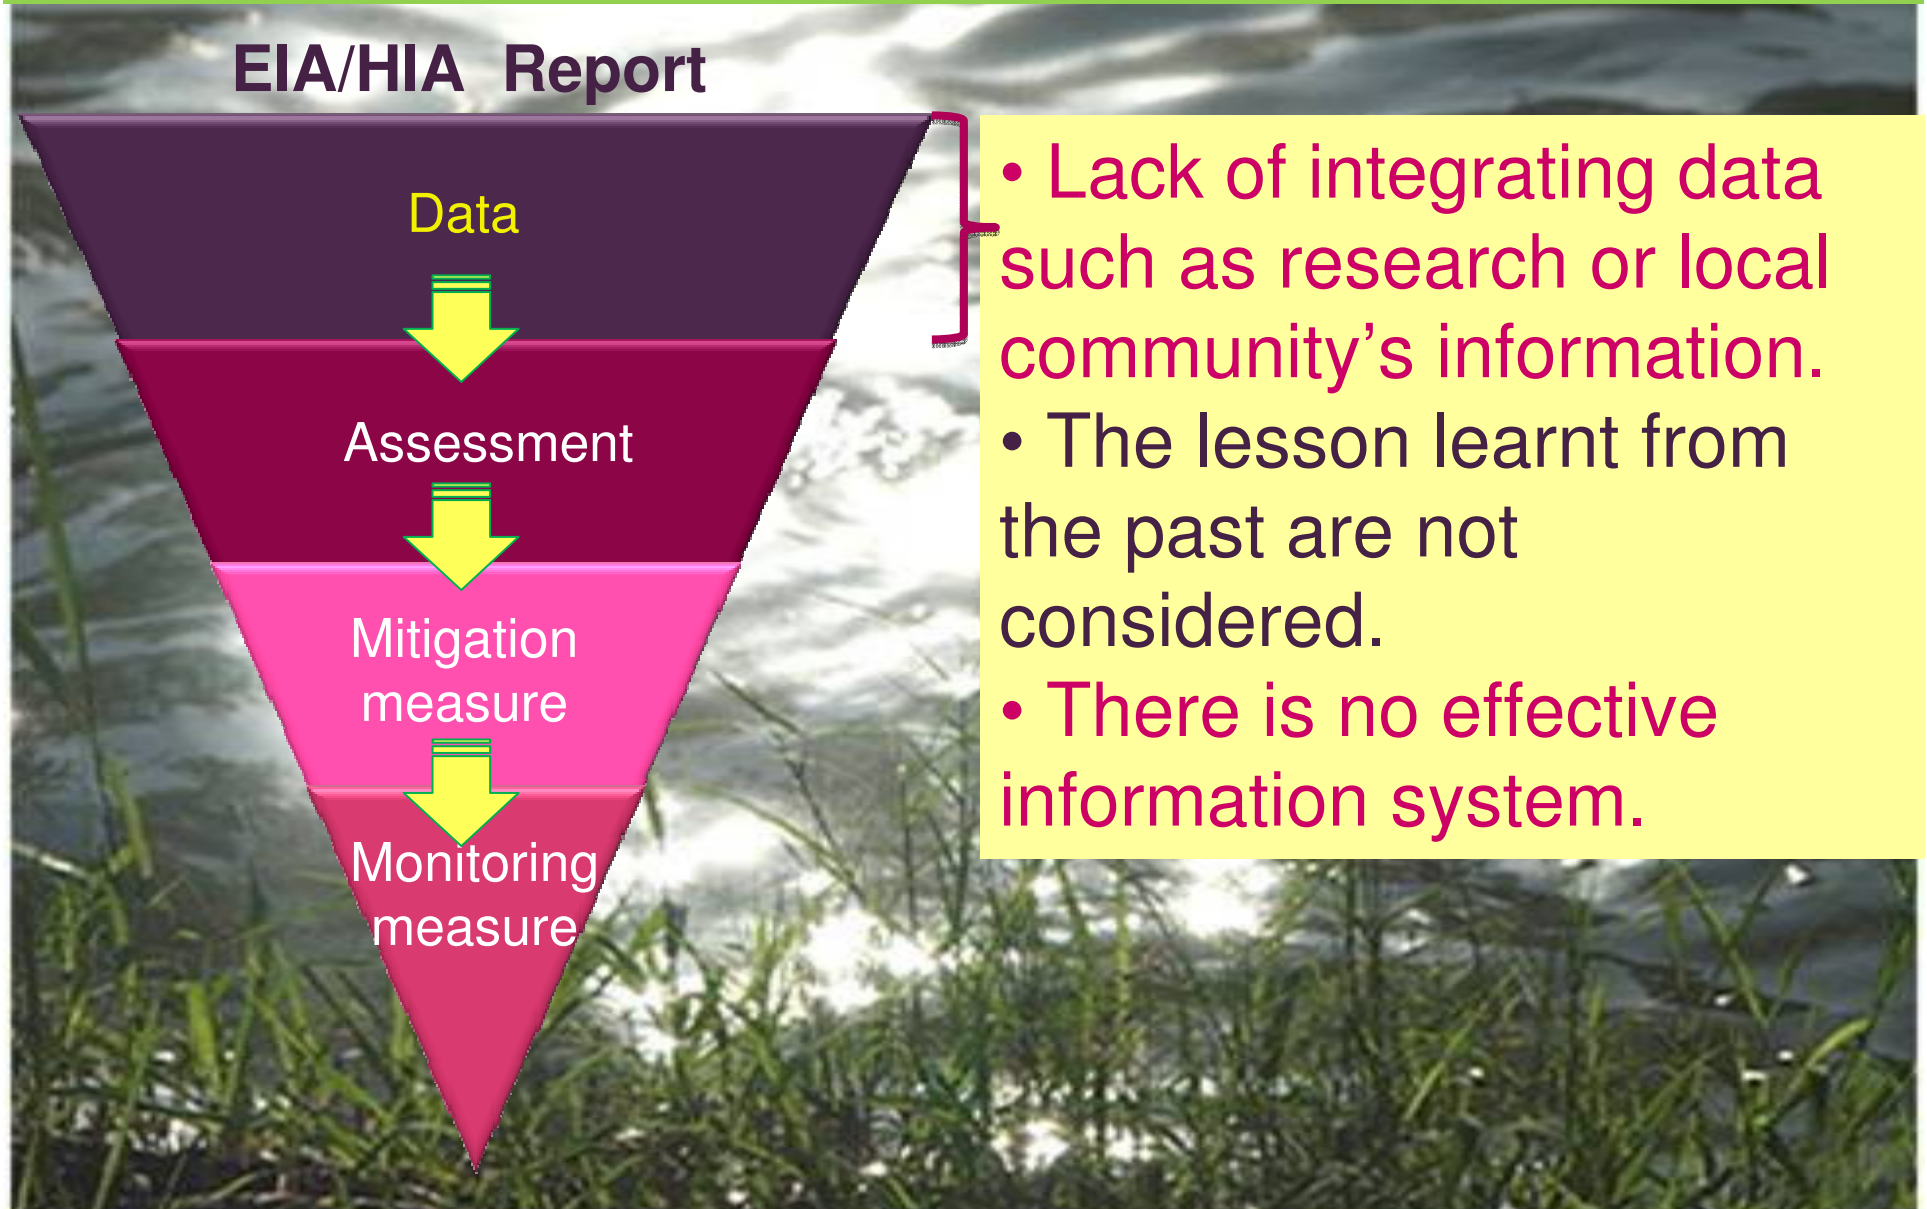 EIA/HIA Report
Data
Assessment
Mitigation
measure
Monitoring
measure
• Lack of integrating data
such as research or local
community’s information.
• The lesson learnt from
the past are not
considered.
• There is no effective
information system.